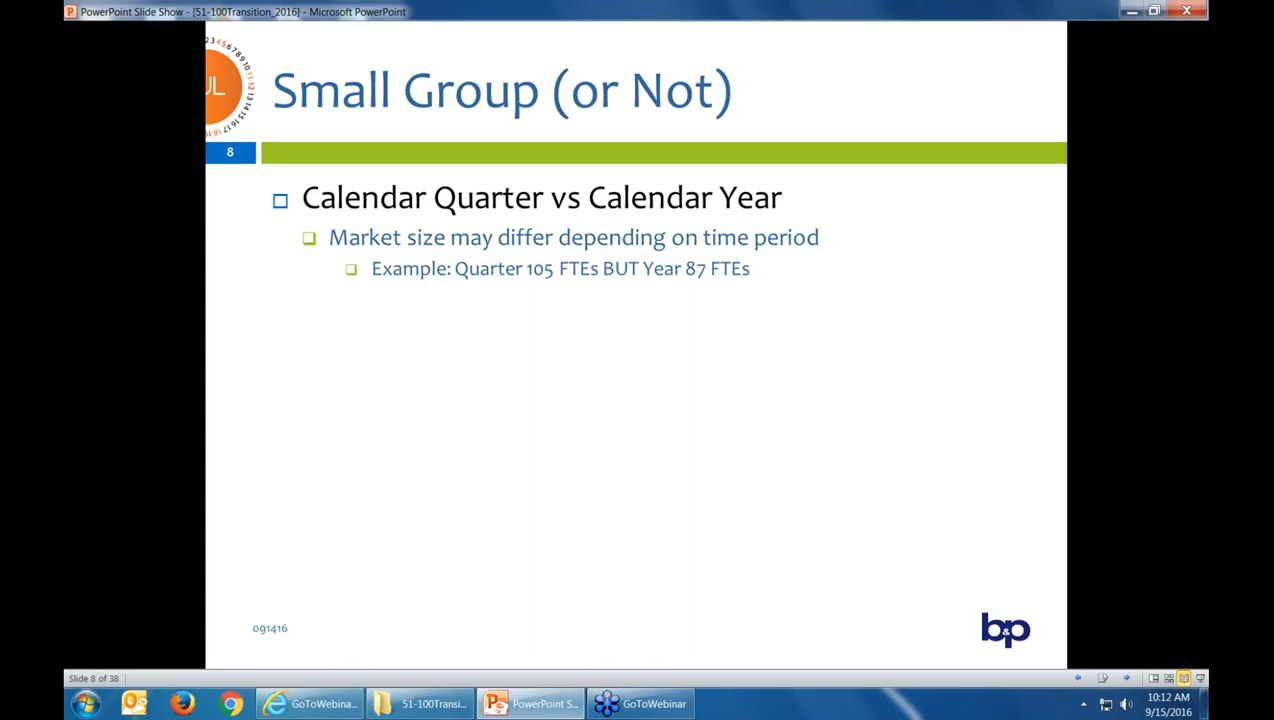 PowerPoint Slide Show - [51-100Transition_2016] - Microsoft PowerPoint
Small Group (or Not)
8
Calendar Quarter vs Calendar Year
Market size may differ depending on time period
Example: Quarter 105 FTEs BUT Year 87 FTEs
091416
b&p
Slide 8 of 38
GoToWebina...
51-100Transi...
PowerPoint S...
GoToWebinar
10:12 AM
9/15/2016